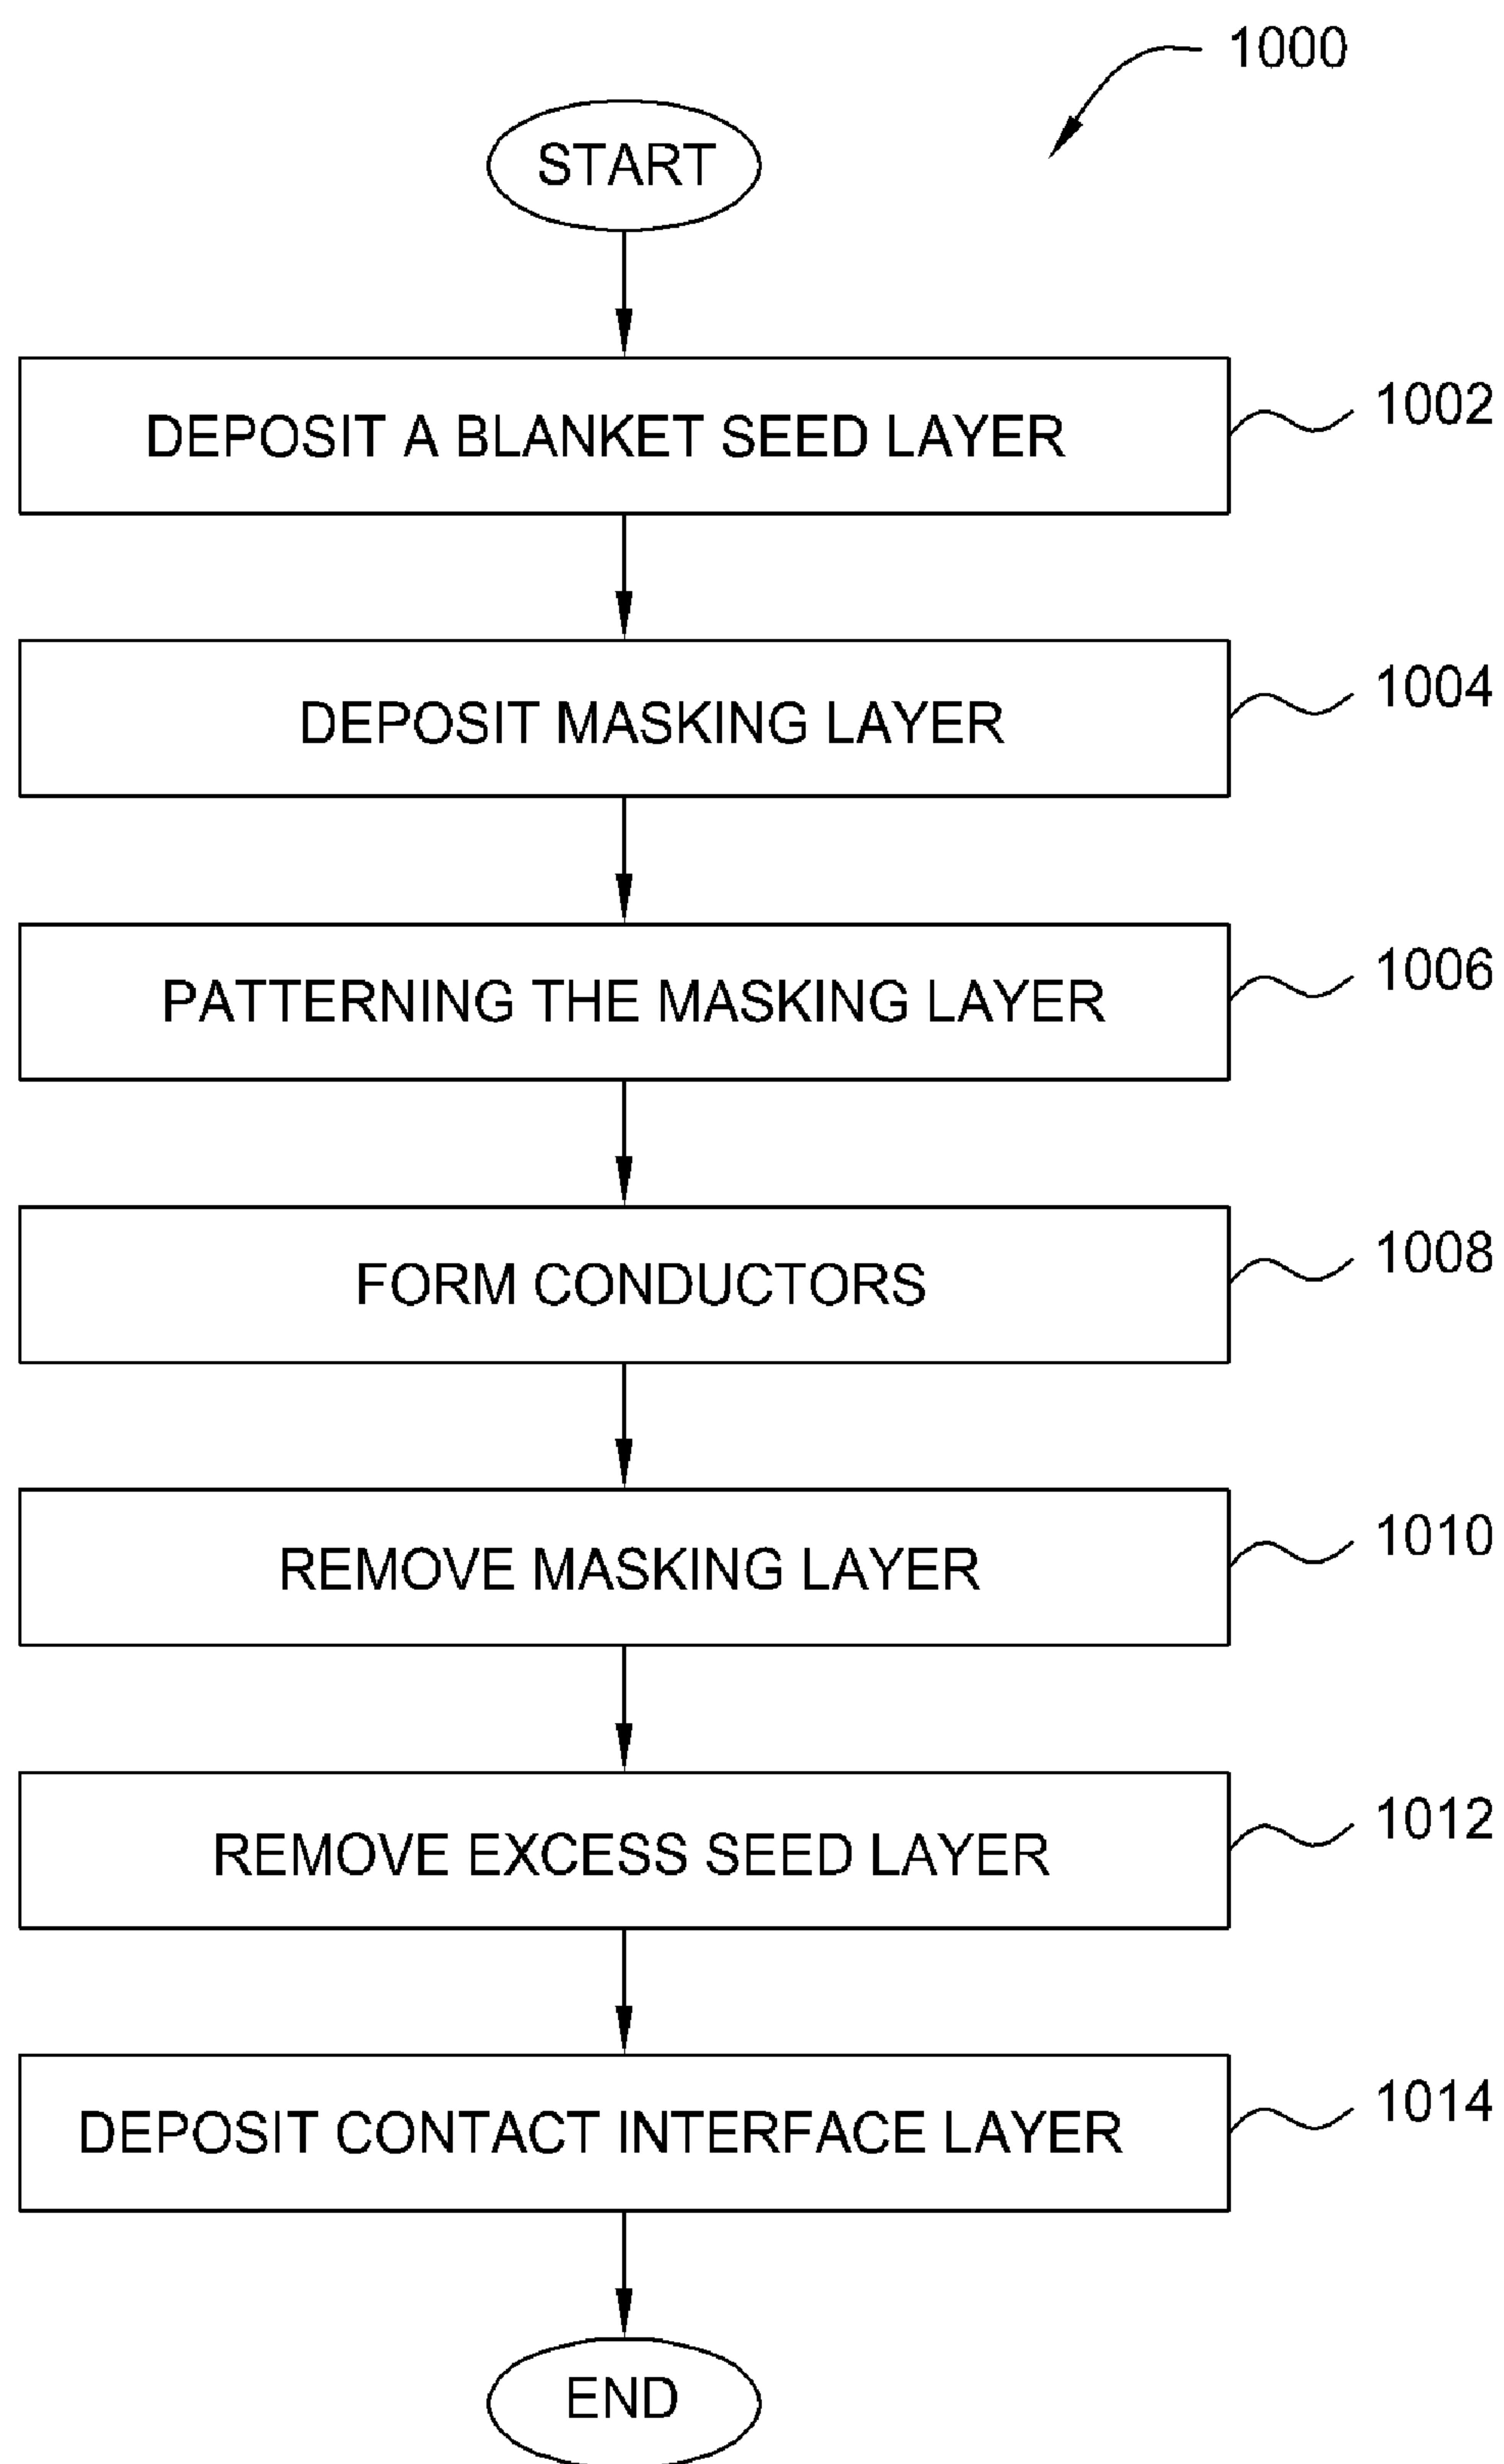 1000
START
DEPOSIT A BLANKET SEED LAYER
1002
DEPOSIT MASKING LAYER
1004
PATTERNING THE MASKING LAYER
1006
FORM CONDUCTORS
1008
REMOVE MASKING LAYER
1010
REMOVE EXCESS SEED LAYER
1012
DEPOSIT CONTACT INTERFACE LAYER
1014
END